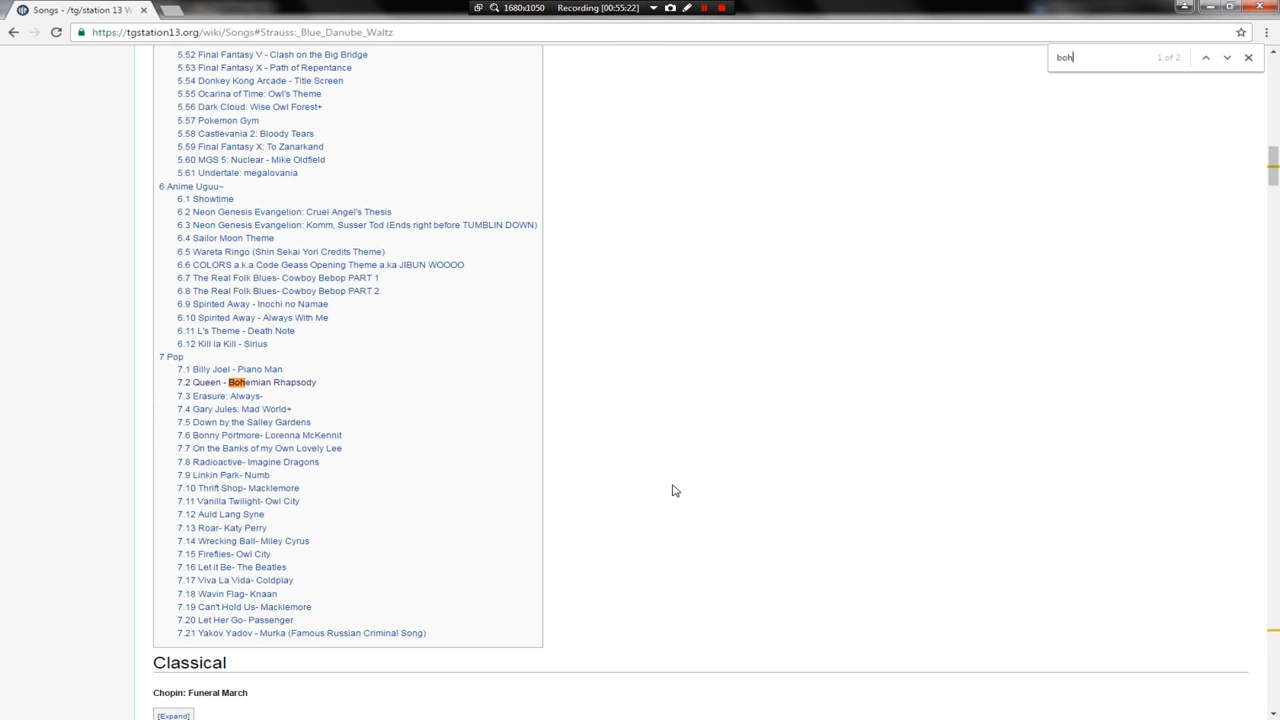 Songs - /tg/station 13 W
1680x1050
Recording [00:55:22]
https://tgstation13.org/wiki/Songs#Strauss:_Blue_Danube_Waltz
boh
1 of 2
5.52 Final Fantasy V - Clash on the Big Bridge
5.53 Final Fantasy X - Path of Repentance
5.54 Donkey Kong Arcade - Title Screen
5.55 Ocarina of Time: Owl's Theme
5.56 Dark Cloud: Wise Owl Forest+
5.57 Pokemon Gym
5.58 Castlevania 2: Bloody Tears
5.59 Final Fantasy X: To Zanarkand
5.60 MGS 5: Nuclear - Mike Oldfield
5.61 Undertale: megalovania
6 Anime Uguu~
6.1 Showtime
6.2 Neon Genesis Evangelion: Cruel Angel's Thesis
6.3 Neon Genesis Evangelion: Komm, Susser Tod (Ends right before TUMBLIN DOWN)
6.4 Sailor Moon Theme
6.5 Wareta Ringo (Shin Sekai Yori Credits Theme)
6.6 COLORS a.k.a Code Geass Opening Theme a.ka JIBUN WOOOO
6.7 The Real Folk Blues- Cowboy Bebop PART 1
6.8 The Real Folk Blues- Cowboy Bebop PART 2
6.9 Spirited Away - Inochi no Namae
6.10 Spirited Away - Always With Me
6.11 L's Theme - Death Note
6.12 Kill la Kill - Sirius
7 Pop
7.1 Billy Joel - Piano Man
7.2 Queen - Bohemian Rhapsody
7.3 Erasure: Always-
7.4 Gary Jules: Mad World+
7.5 Down by the Salley Gardens
7.6 Bonny Portmore- Lorenna McKennit
7.7 On the Banks of my Own Lovely Lee
7.8 Radioactive- Imagine Dragons
7.9 Linkin Park- Numb
7.10 Thrift Shop- Macklemore
7.11 Vanilla Twilight- Owl City
7.12 Auld Lang Syne
7.13 Roar- Katy Perry
7.14 Wrecking Ball- Miley Cyrus
7.15 Fireflies- Owl City
7.16 Let it Be- The Beatles
7.17 Viva La Vida- Coldplay
7.18 Wavin Flag- Knaan
7.19 Can't Hold Us- Macklemore
7.20 Let Her Go- Passenger
7.21 Yakov Yadov - Murka (Famous Russian Criminal Song)
Classical
Chopin: Funeral March
[Expand]